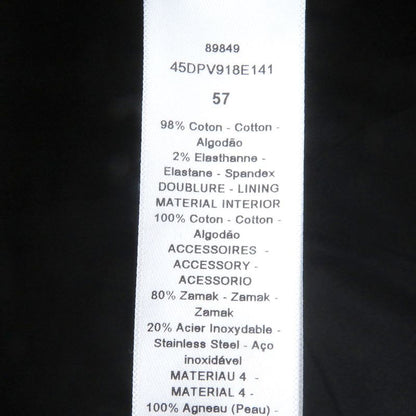 89849
45DPV918E141
57
98% Coton - Cotton -
Algodão
2% Elasthanne -
Elastane - Spandex
DOUBLURE - LINING
MATERIAL INTERIOR
100% Coton - Cotton -
Algodão
ACCESSOIRES -
ACCESSORY -
ACESSORIO
80% Zamak - Zamak -
Zamak
20% Acier Inoxydable -
Stainless Steel - Aço
inoxidável
MATERIAU 4 -
MATERIAL 4 -
100% Agneau (Peau) -